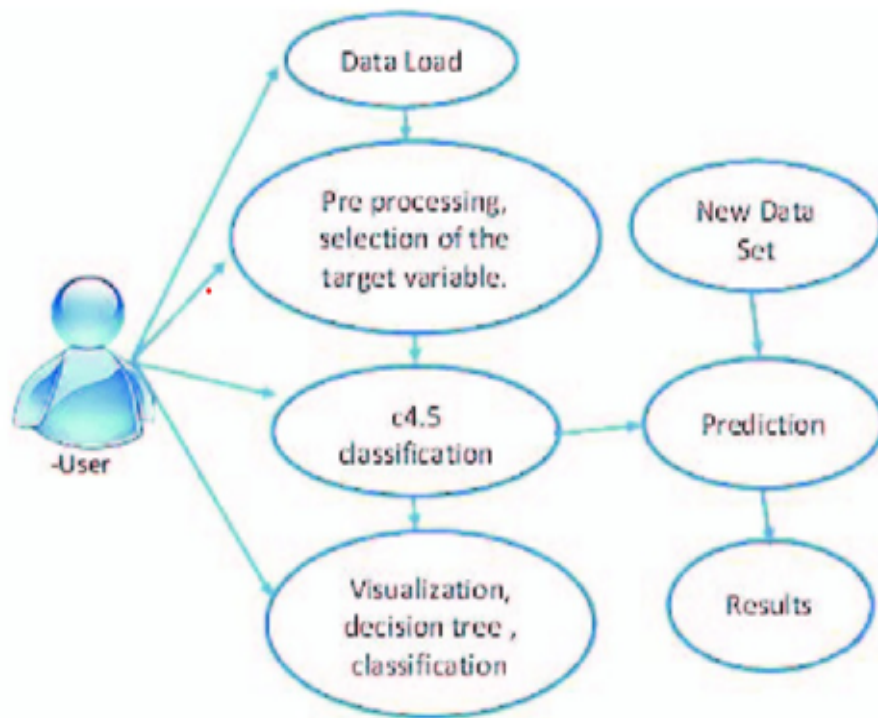 Data Load
Pre processing,
selection of the
target variable.
New Data
Set
-User
c4.5
classification
Prediction
Visualization,
decision tree ,
classification
Results